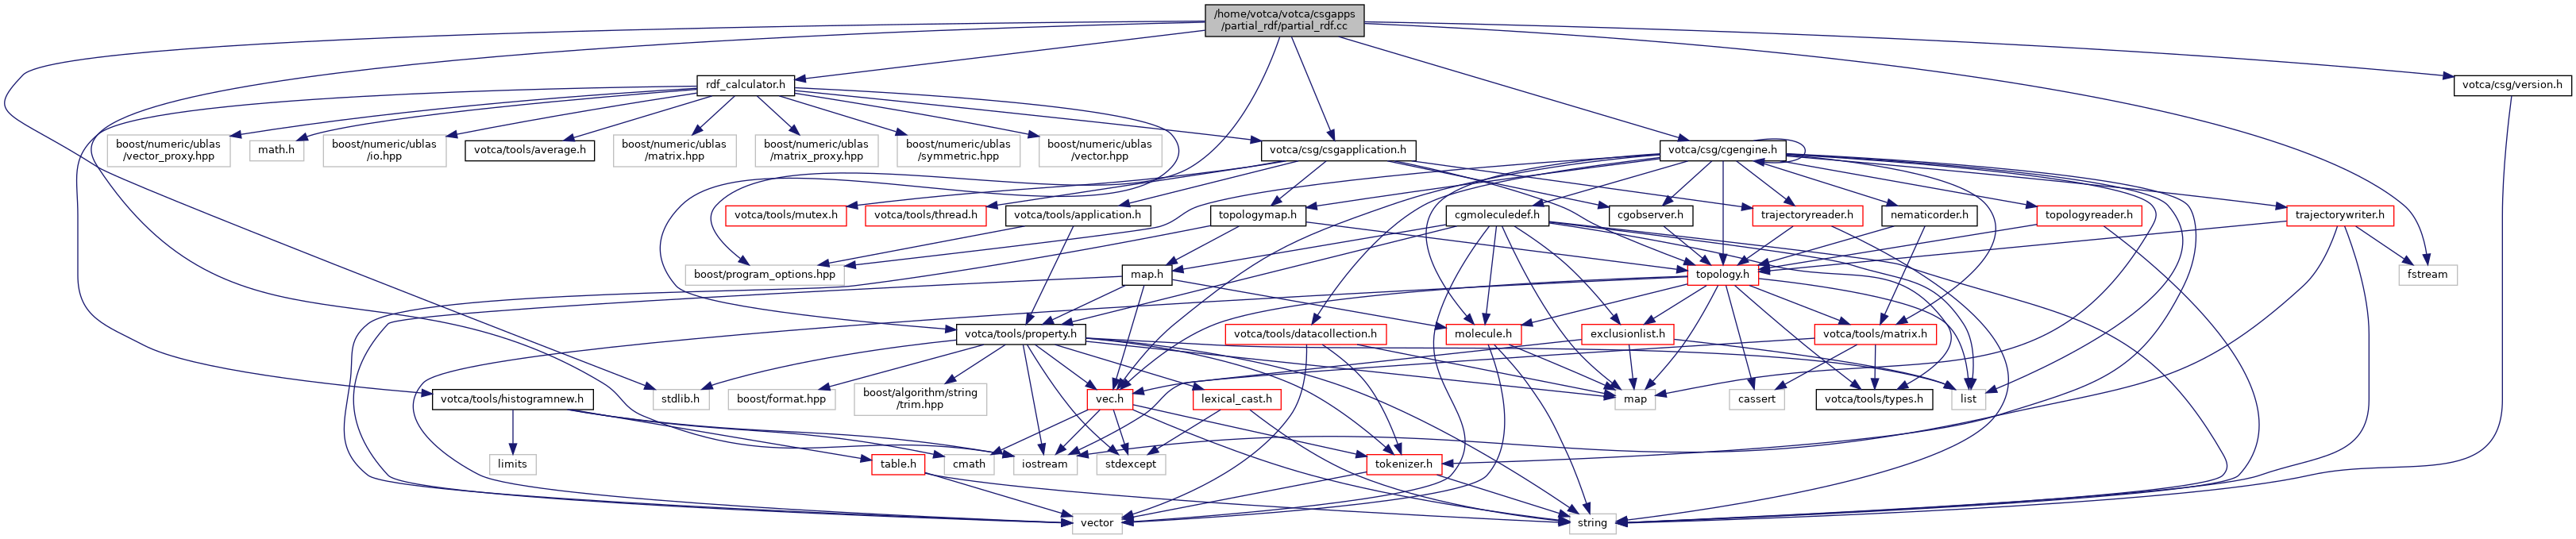 /home/votca/votca/csgapps
/partial_rdf/partial_rdf.cc
rdf_calculator.h
votca/csg/version.h
boost/numeric/ublas
/vector_proxy.hpp
math.h
boost/numeric/ublas
/io.hpp
votca/tools/average.h
boost/numeric/ublas
/matrix.hpp
boost/numeric/ublas
/matrix_proxy.hpp
boost/numeric/ublas
/symmetric.hpp
boost/numeric/ublas
/vector.hpp
votca/csg/csgapplication.h
votca/csg/cgengine.h
votca/tools/mutex.h
votca/tools/thread.h
votca/tools/application.h
topologymap.h
cgmoleculedef.h
cgobserver.h
trajectoryreader.h
nematicorder.h
topologyreader.h
trajectorywriter.h
boost/program_options.hpp
map.h
topology.h
fstream
votca/tools/property.h
votca/tools/datacollection.h
molecule.h
exclusionlist.h
votca/tools/matrix.h
votca/tools/histogramnew.h
stdlib.h
boost/format.hpp
boost/algorithm/string
/trim.hpp
vec.h
lexical_cast.h
map
cassert
votca/tools/types.h
list
limits
table.h
cmath
iostream
stdexcept
tokenizer.h
vector
string